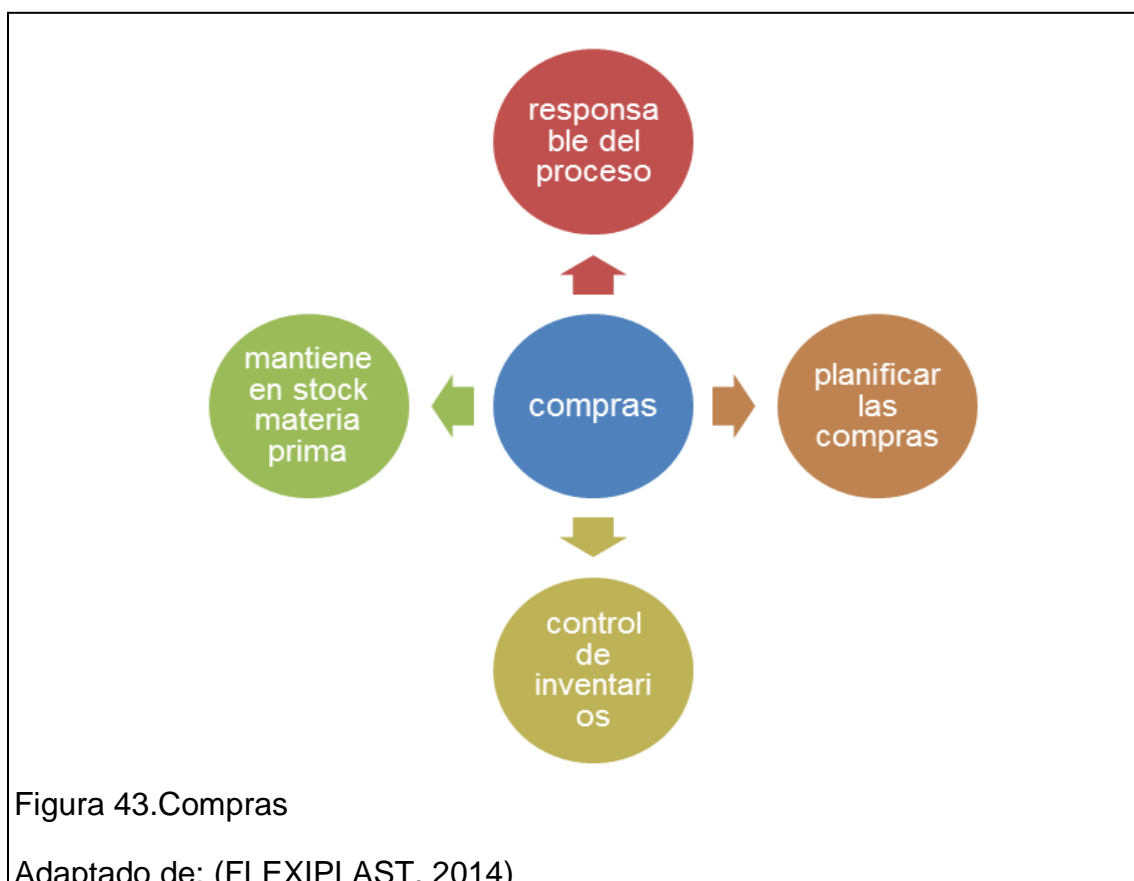 responsa
ble del
proceso
mantiene
en stock
materia
prima
compras
planificar
las
compras
control
de
inventari
os
Figura 43.Compras
Adaptado de: (FLEXIPLAST, 2014)